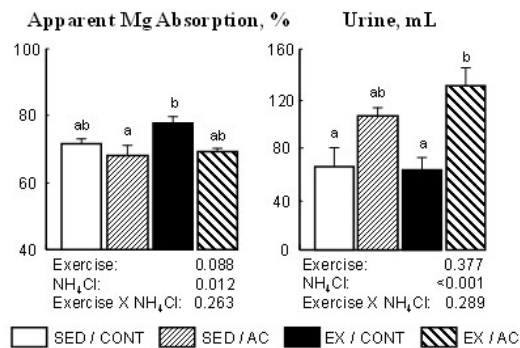 Apparent Mg Absorption, %
100
80
60
40
ab
a
b
ab
Exercise: 0.088
NH₄Cl: 0.012
Exercise X NH₄Cl: 0.263
Urine, mL
160
120
80
40
0
a
ab
a
b
Exercise: 0.377
NH₄Cl: <0.001
Exercise X NH₄Cl: 0.289
SED / CONT SED / AC EX / CONT EX / AC